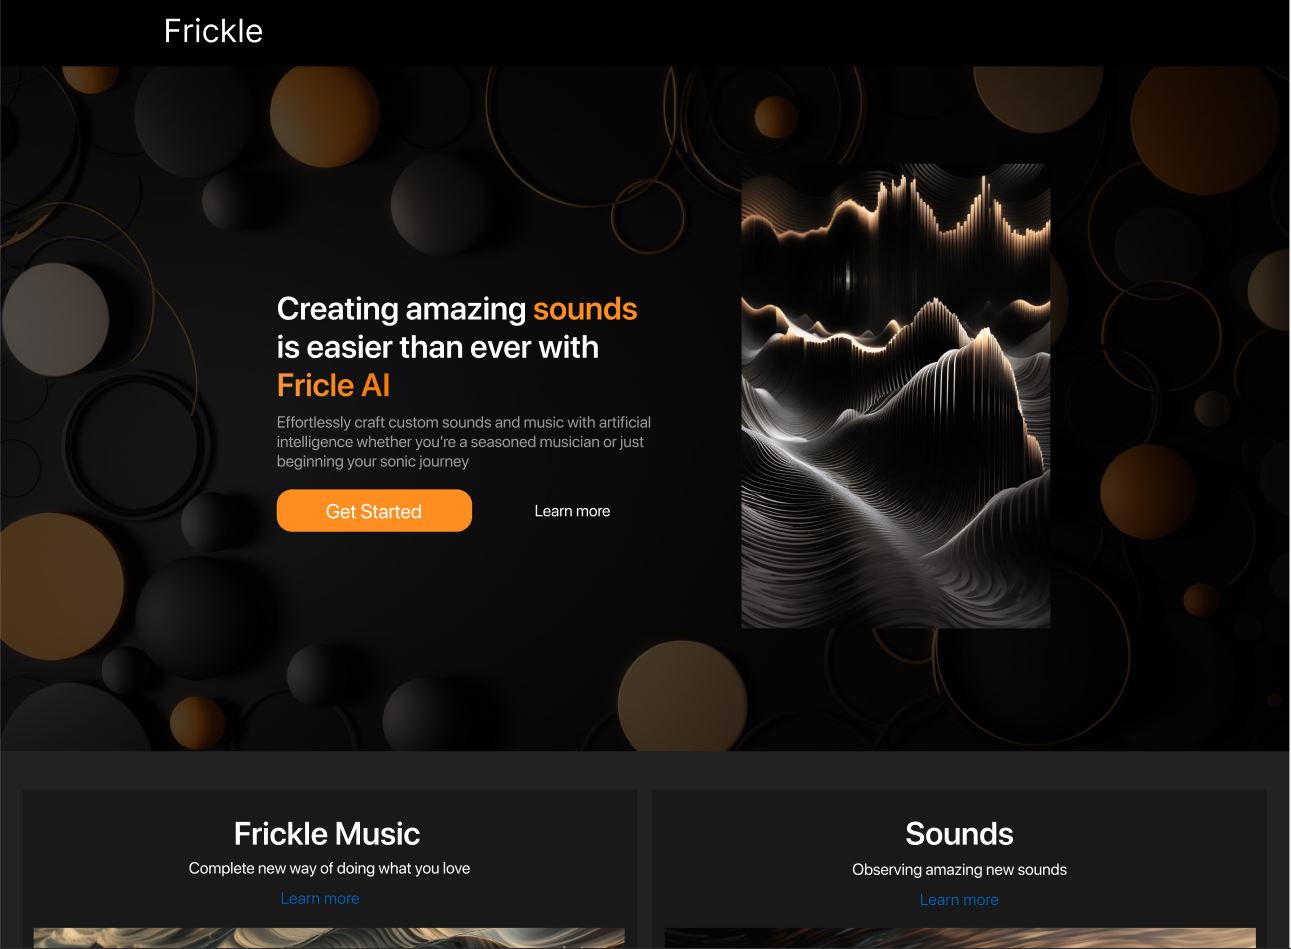 Frickle
Creating amazing sounds
is easier than ever with
Fricle AI
Effortlessly craft custom sounds and music with artificial
intelligence whether you're a seasoned musician or just
beginning your sonic journey
Get Started
Learn more
Frickle Music
Complete new way of doing what you love
Learn more
Sounds
Observing amazing new sounds
Learn more